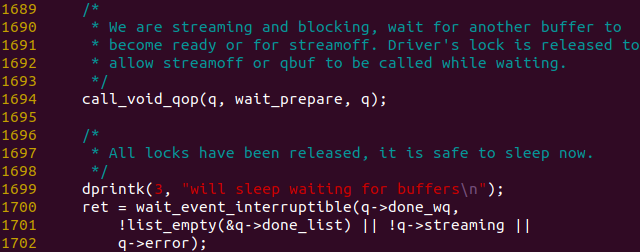 1689 /*
1690 * We are streaming and blocking, wait for another buffer to
1691 * become ready or for streamoff. Driver's lock is released to
1692 * allow streamoff or qbuf to be called while waiting.
1693 */
1694 call_void_qop(q, wait_prepare, q);
1695
1696 /*
1697 * All locks have been released, it is safe to sleep now.
1698 */
1699 dprintk(3, "will sleep waiting for buffers\n");
1700 ret = wait_event_interruptible(q->done_wq,
1701 !list_empty(&q->done_list) || !q->streaming ||
1702 q->error);